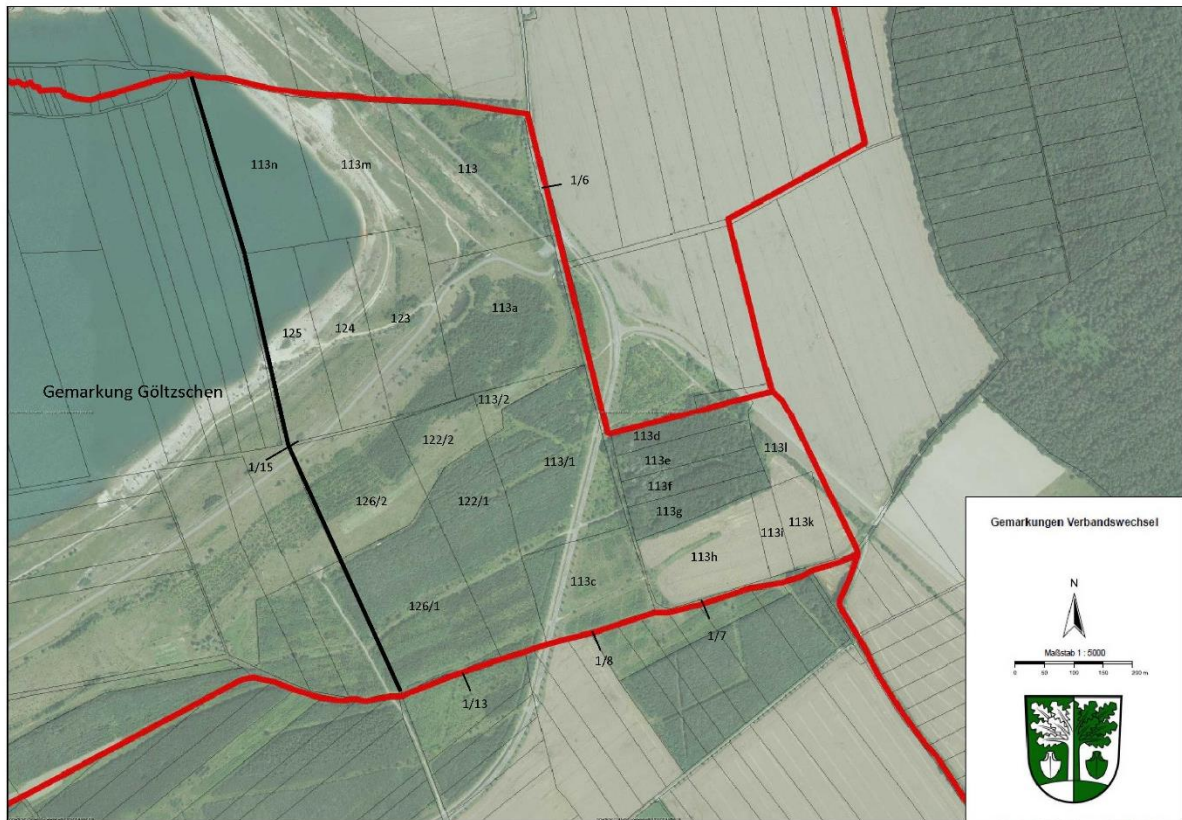 113n
113m
113
1/6
113a
125
124
123
Gemarkung Göltzschen
113/2
122/2
1/15
113d
113l
113/1
113e
113f
126/2
122/1
113g
113k
113i
113h
113c
126/1
1/7
1/8
1/13
Gemarkungen Verbandswechsel
N
Maßstab 1 : 5000
0 50 100 150 200 m